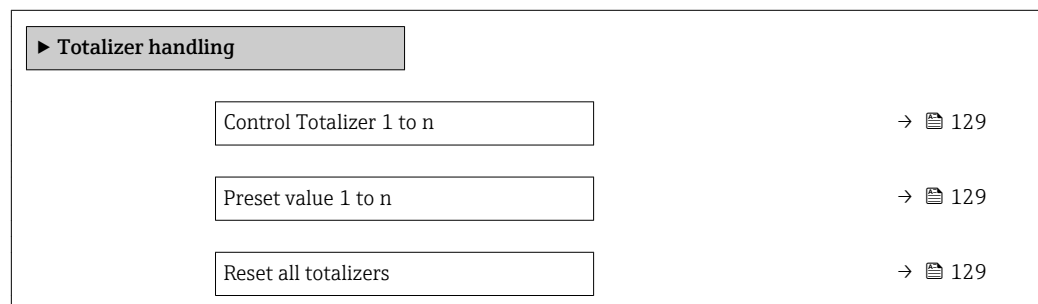 ► Totalizer handling
Control Totalizer 1 to n → 129
Preset value 1 to n → 129
Reset all totalizers → 129